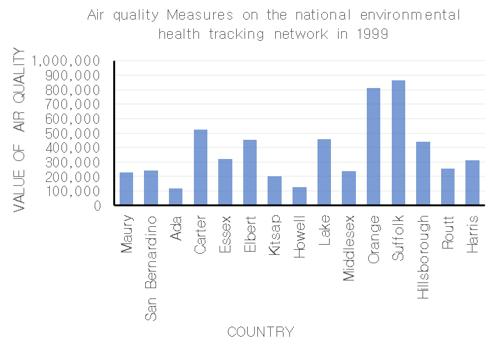 Air quality Measures on the national environmental
health tracking network in 1999
VALUE OF AIR QUALITY
1,000,000
900,000
800,000
700,000
600,000
500,000
400,000
300,000
200,000
100,000
0
Maury
San Bernardino
Ada
Carter
Essex
Elbert
Kitsap
Howell
Lake
Middlesex
Orange
Suffolk
Hillsborough
Routt
Harris
COUNTRY